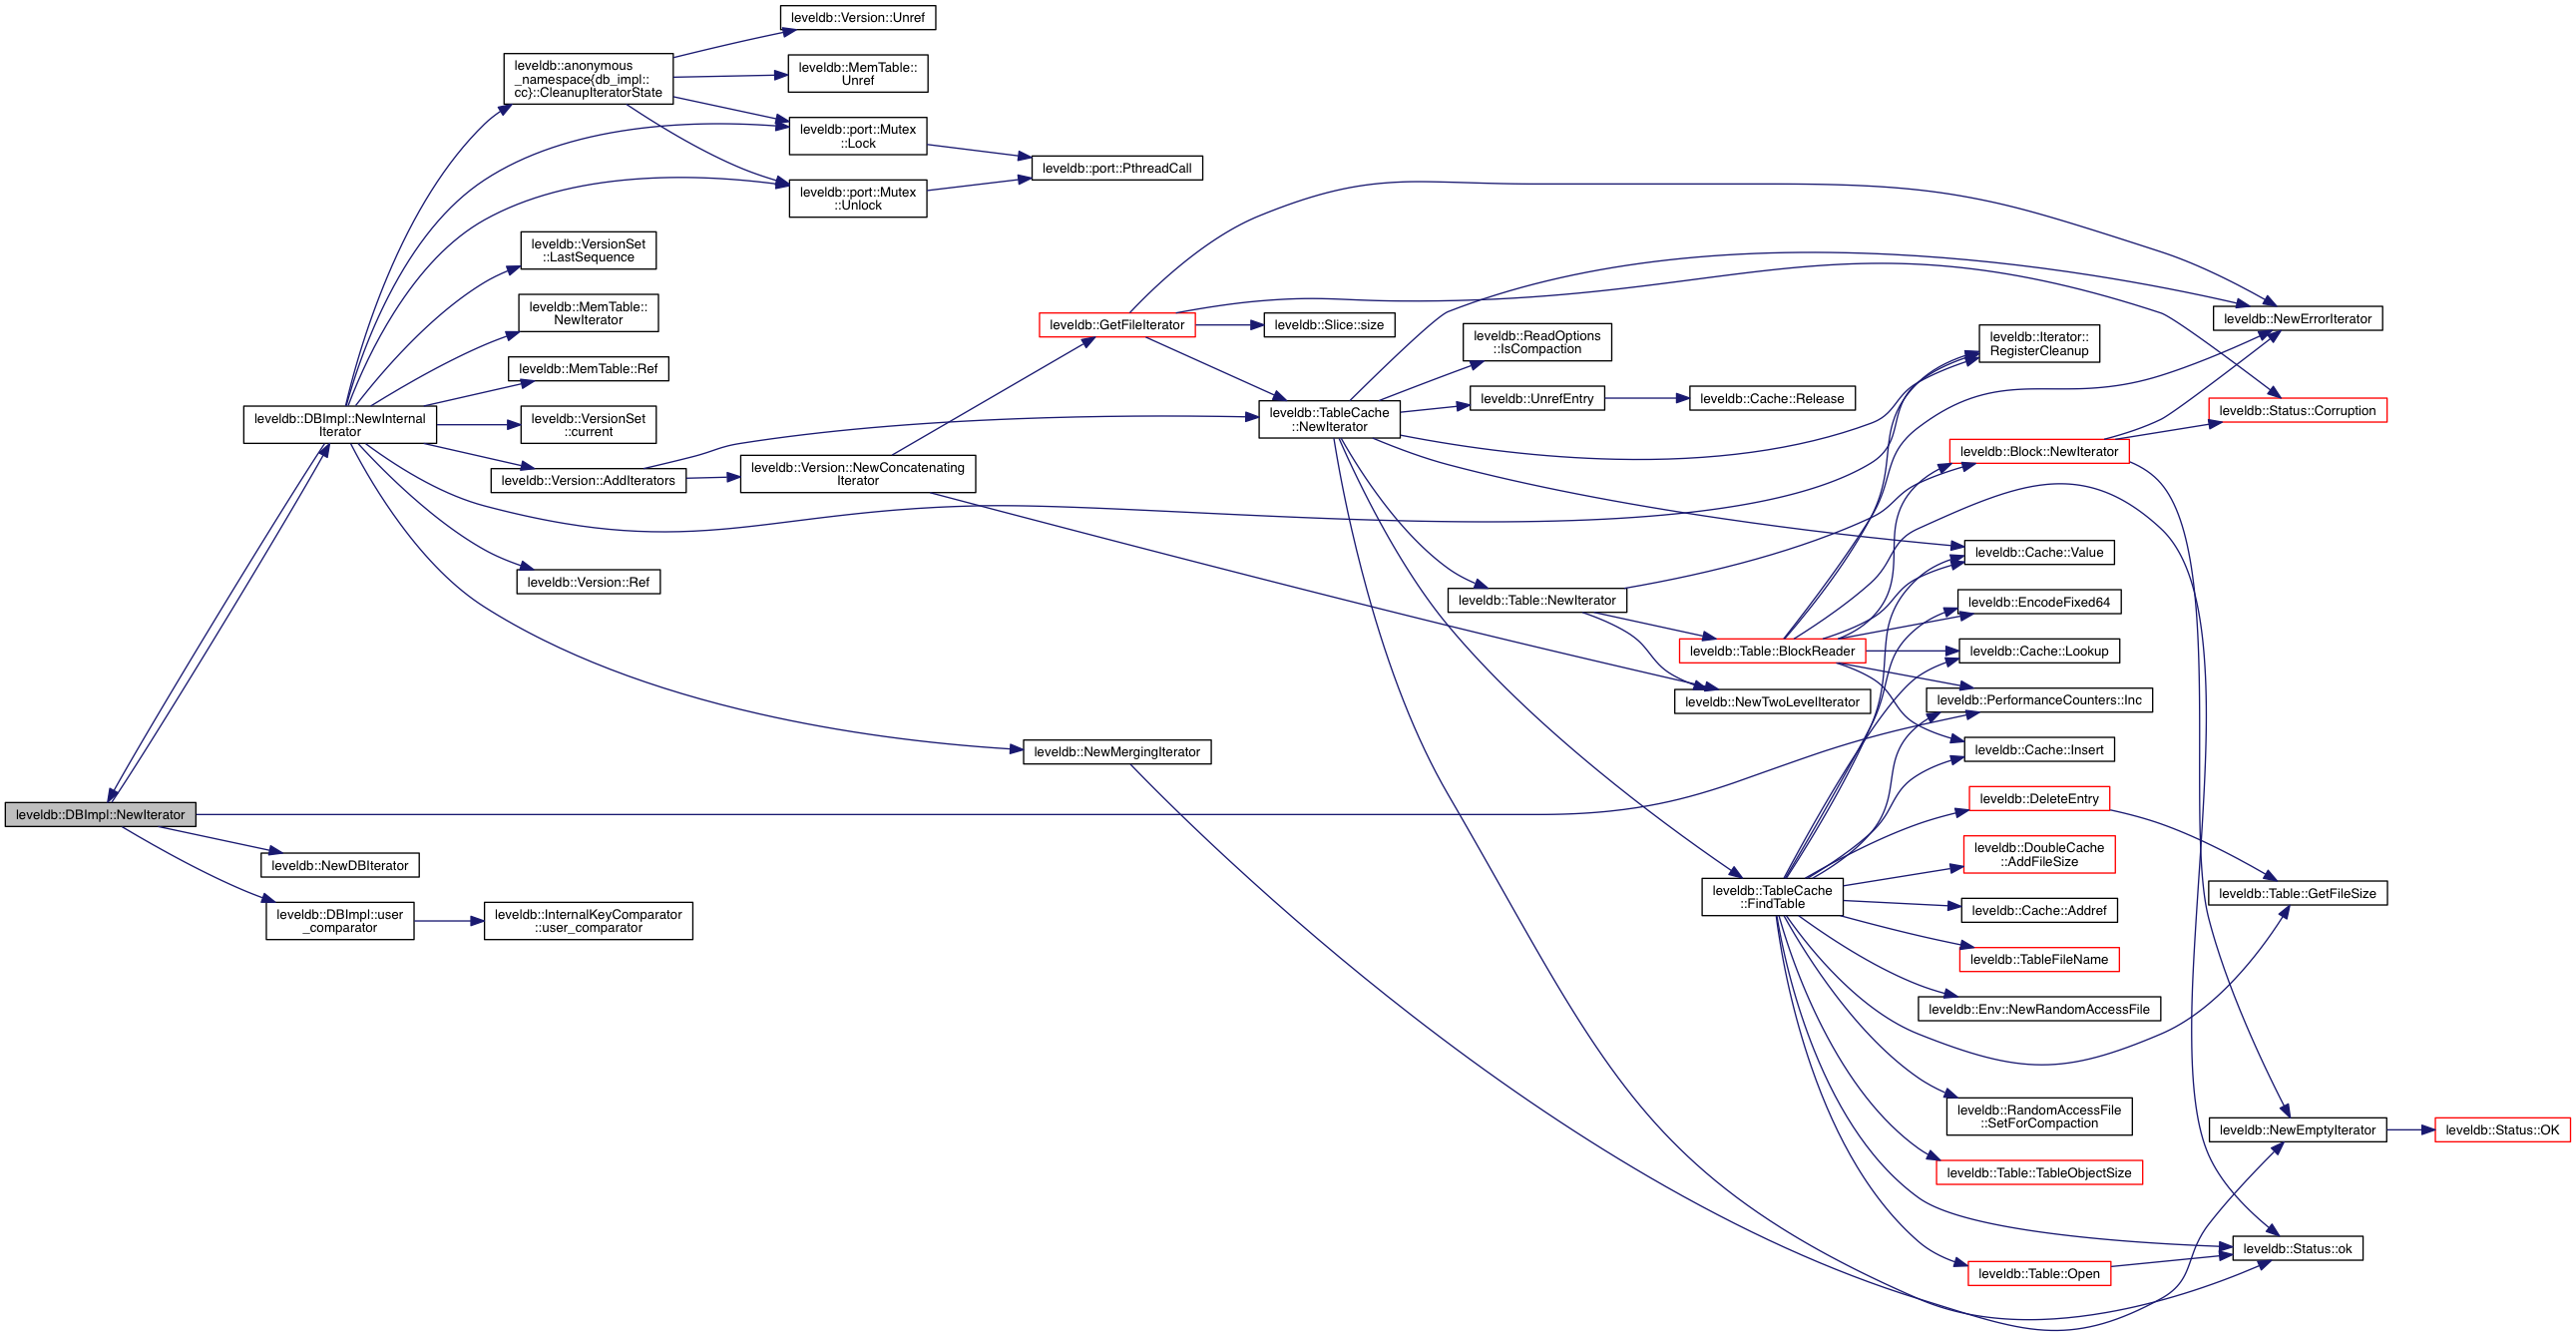 leveldb::Version::Unref
leveldb::anonymous
_namespace{db_impl::
cc}::CleanupIteratorState
leveldb::MemTable::
Unref
leveldb::port::Mutex
::Lock
leveldb::port::PthreadCall
leveldb::port::Mutex
::Unlock
leveldb::VersionSet
::LastSequence
leveldb::MemTable::
NewIterator
leveldb::MemTable::Ref
leveldb::DBImpl::NewInternal
Iterator
leveldb::VersionSet
::current
leveldb::Version::AddIterators
leveldb::Version::NewConcatenating
Iterator
leveldb::Version::Ref
leveldb::GetFileIterator
leveldb::Slice::size
leveldb::ReadOptions
::IsCompaction
leveldb::UnrefEntry
leveldb::Cache::Release
leveldb::TableCache
::NewIterator
leveldb::NewErrorIterator
leveldb::Iterator::
RegisterCleanup
leveldb::Status::Corruption
leveldb::Block::NewIterator
leveldb::Cache::Value
leveldb::Table::NewIterator
leveldb::EncodeFixed64
leveldb::Table::BlockReader
leveldb::Cache::Lookup
leveldb::NewTwoLevelIterator
leveldb::PerformanceCounters::Inc
leveldb::NewMergingIterator
leveldb::Cache::Insert
leveldb::DBImpl::NewIterator
leveldb::NewDBIterator
leveldb::DBImpl::user
_comparator
leveldb::InternalKeyComparator
::user_comparator
leveldb::DeleteEntry
leveldb::DoubleCache
::AddFileSize
leveldb::TableCache
::FindTable
leveldb::Table::GetFileSize
leveldb::Cache::Addref
leveldb::TableFileName
leveldb::Env::NewRandomAccessFile
leveldb::RandomAccessFile
::SetForCompaction
leveldb::NewEmptyIterator
leveldb::Status::OK
leveldb::Table::TableObjectSize
leveldb::Status::ok
leveldb::Table::Open